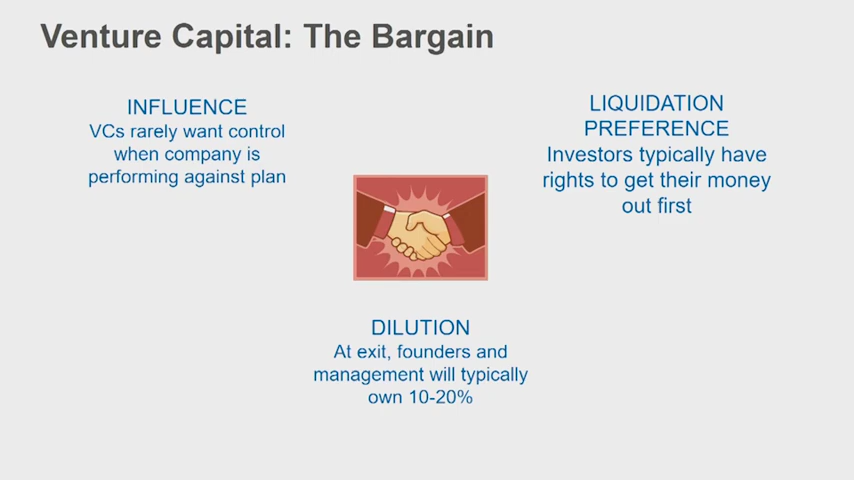 Venture Capital: The Bargain
INFLUENCE
VCs rarely want control
when company is
performing against plan
LIQUIDATION
PREFERENCE
Investors typically have
rights to get their money
out first
DILUTION
At exit, founders and
management will typically
own 10-20%